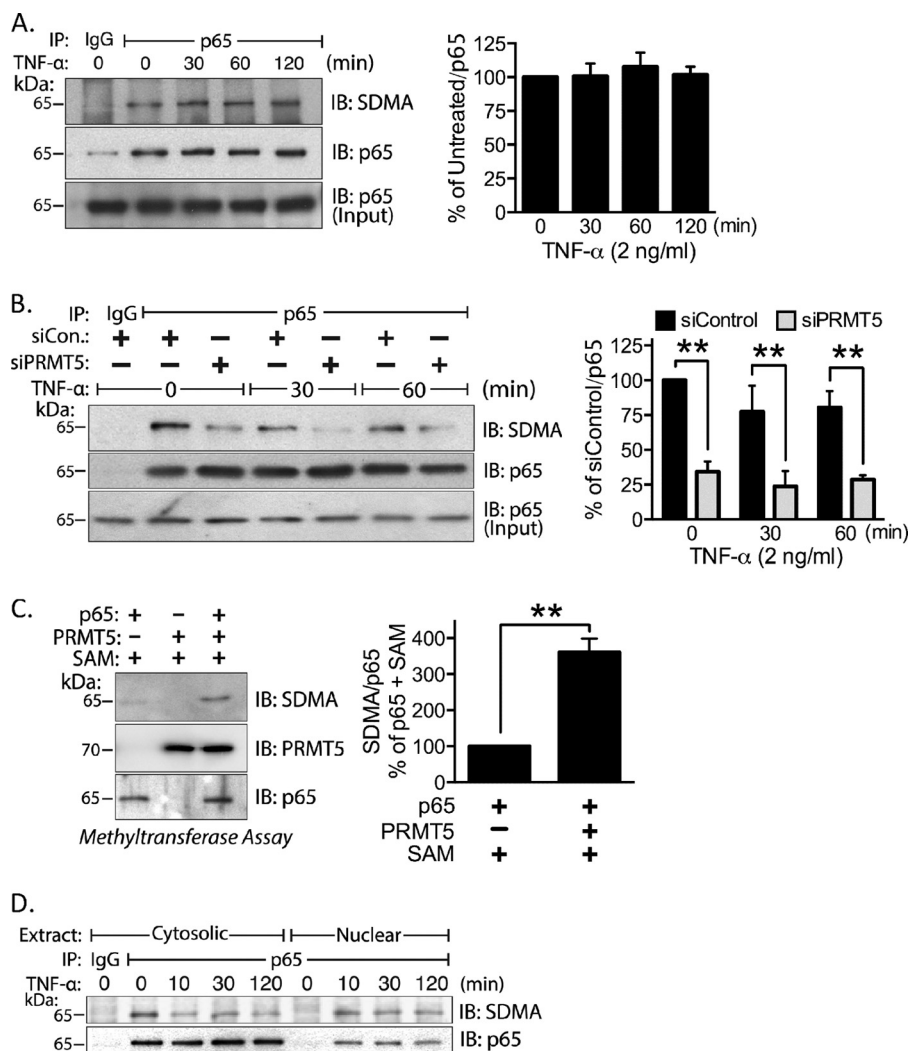 A.
IP: IgG p65
TNF-α: 0 0 30 60 120 (min)
kDa:
65 IB: SDMA
65 IB: p65
65 IB: p65 (Input)
% of Untreated/p65
125
100
75
50
25
0
0 30 60 120 (min)
TNF-α (2 ng/ml)
B.
IP: IgG p65
siCon.: + + − + − + −
siPRMT5: − − + − + − +
TNF-α: 0 30 60 (min)
kDa:
65 IB: SDMA
65 IB: p65
65 IB: p65 (Input)
siControl siPRMT5
% of siControl/p65
125
100
75
50
25
0
** ** **
0 30 60 (min)
TNF-α (2 ng/ml)
C.
p65: + − +
PRMT5: − + +
SAM: + + +
kDa:
65 IB: SDMA
70 IB: PRMT5
65 IB: p65
Methyltransferase Assay
SDMA/p65
% of p65 + SAM
400
300
200
100
0
**
p65 + +
PRMT5 − +
SAM + +
D.
Extract: Cytosolic Nuclear
IP: IgG p65
TNF-α: 0 0 10 30 120 0 10 30 120 (min)
kDa:
65 IB: SDMA
65 IB: p65